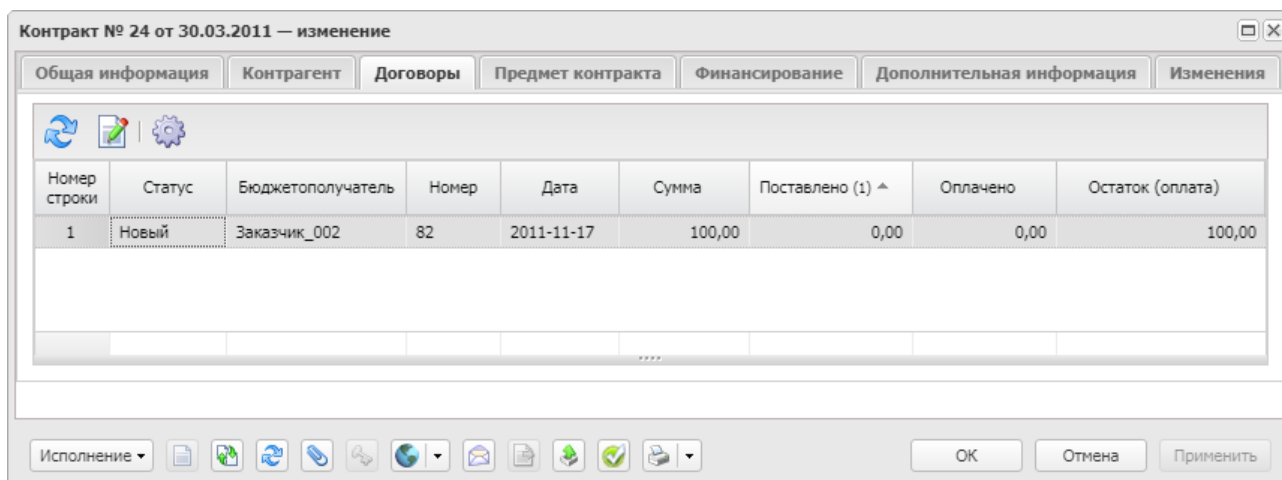 Контракт № 24 от 30.03.2011 — изменение
Общая информация Контрагент Договоры Предмет контракта Финансирование Дополнительная информация Изменения
Номер строки Статус Бюджетополучатель Номер Дата Сумма Поставлено (1) Оплачено Остаток (оплата)
1 Новый Заказчик_002 82 2011-11-17 100,00 0,00 0,00 100,00
Исполнение ОК Отмена Применить